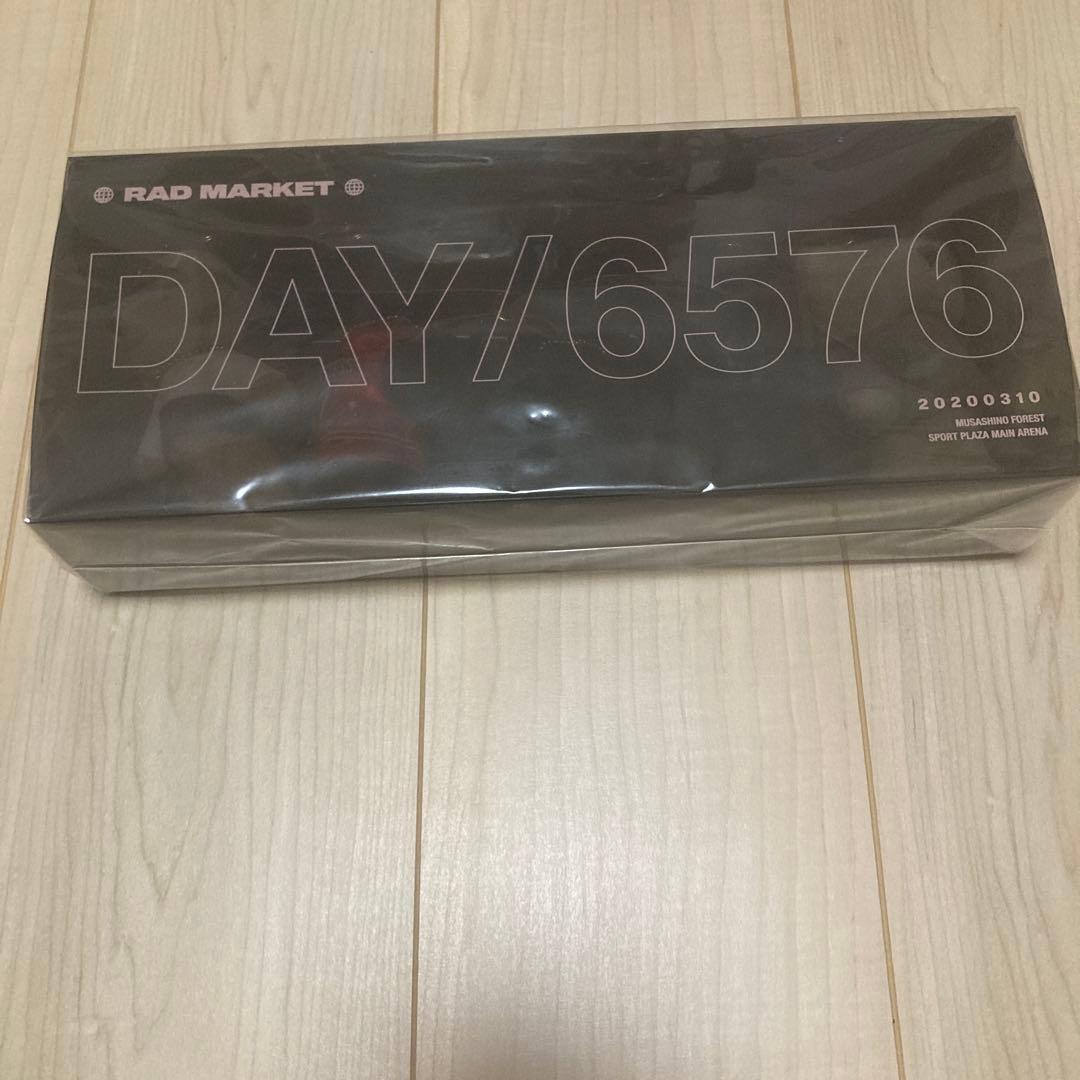 RAD MARKET
DAY/6576
20200310
MUSASHINO FOREST
SPORT PLAZA MAIN ARENA